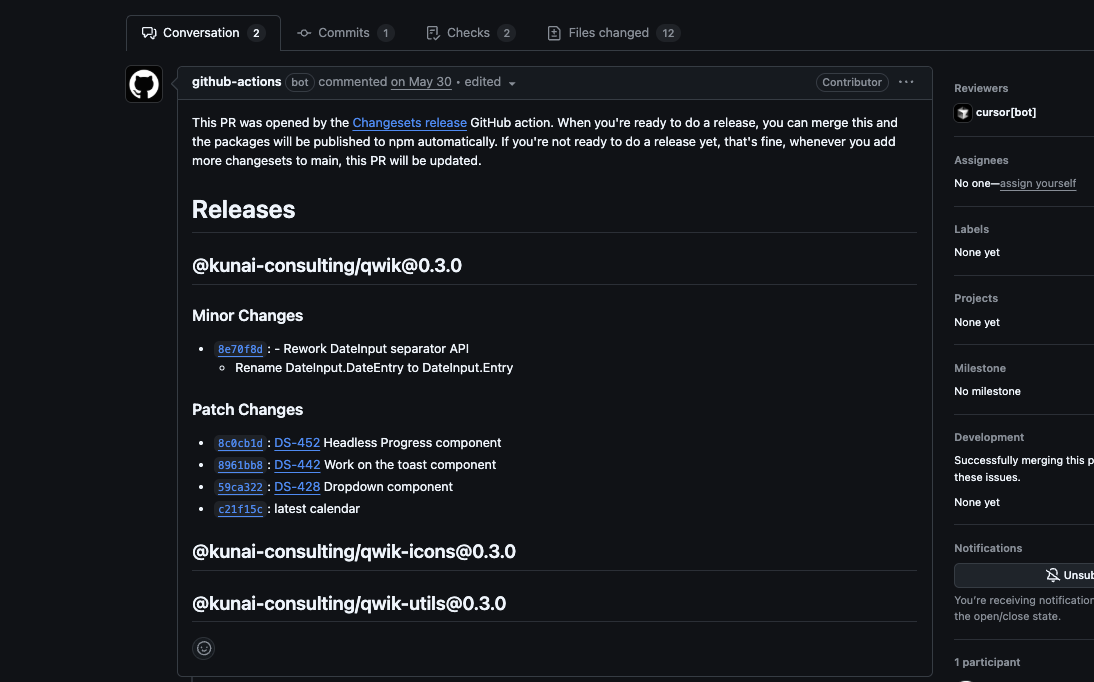 Conversation 2 Commits 1 Checks 2 Files changed 12
github-actions bot commented on May 30 • edited Contributor
This PR was opened by the Changesets release GitHub action. When you're ready to do a release, you can merge this and
the packages will be published to npm automatically. If you're not ready to do a release yet, that's fine, whenever you add
more changesets to main, this PR will be updated.
Releases
@kunai-consulting/qwik@0.3.0
Minor Changes
8e70f8d : - Rework DateInput separator API
Rename DateInput.DateEntry to DateInput.Entry
Patch Changes
8c0cb1d : DS-452 Headless Progress component
8961bb8 : DS-442 Work on the toast component
59ca322 : DS-428 Dropdown component
c21f15c : latest calendar
@kunai-consulting/qwik-icons@0.3.0
@kunai-consulting/qwik-utils@0.3.0
Reviewers
cursor[bot]
Assignees
No one—assign yourself
Labels
None yet
Projects
None yet
Milestone
No milestone
Development
Successfully merging this p
these issues.
None yet
Notifications
Unsub
You're receiving notification
the open/close state.
1 participant